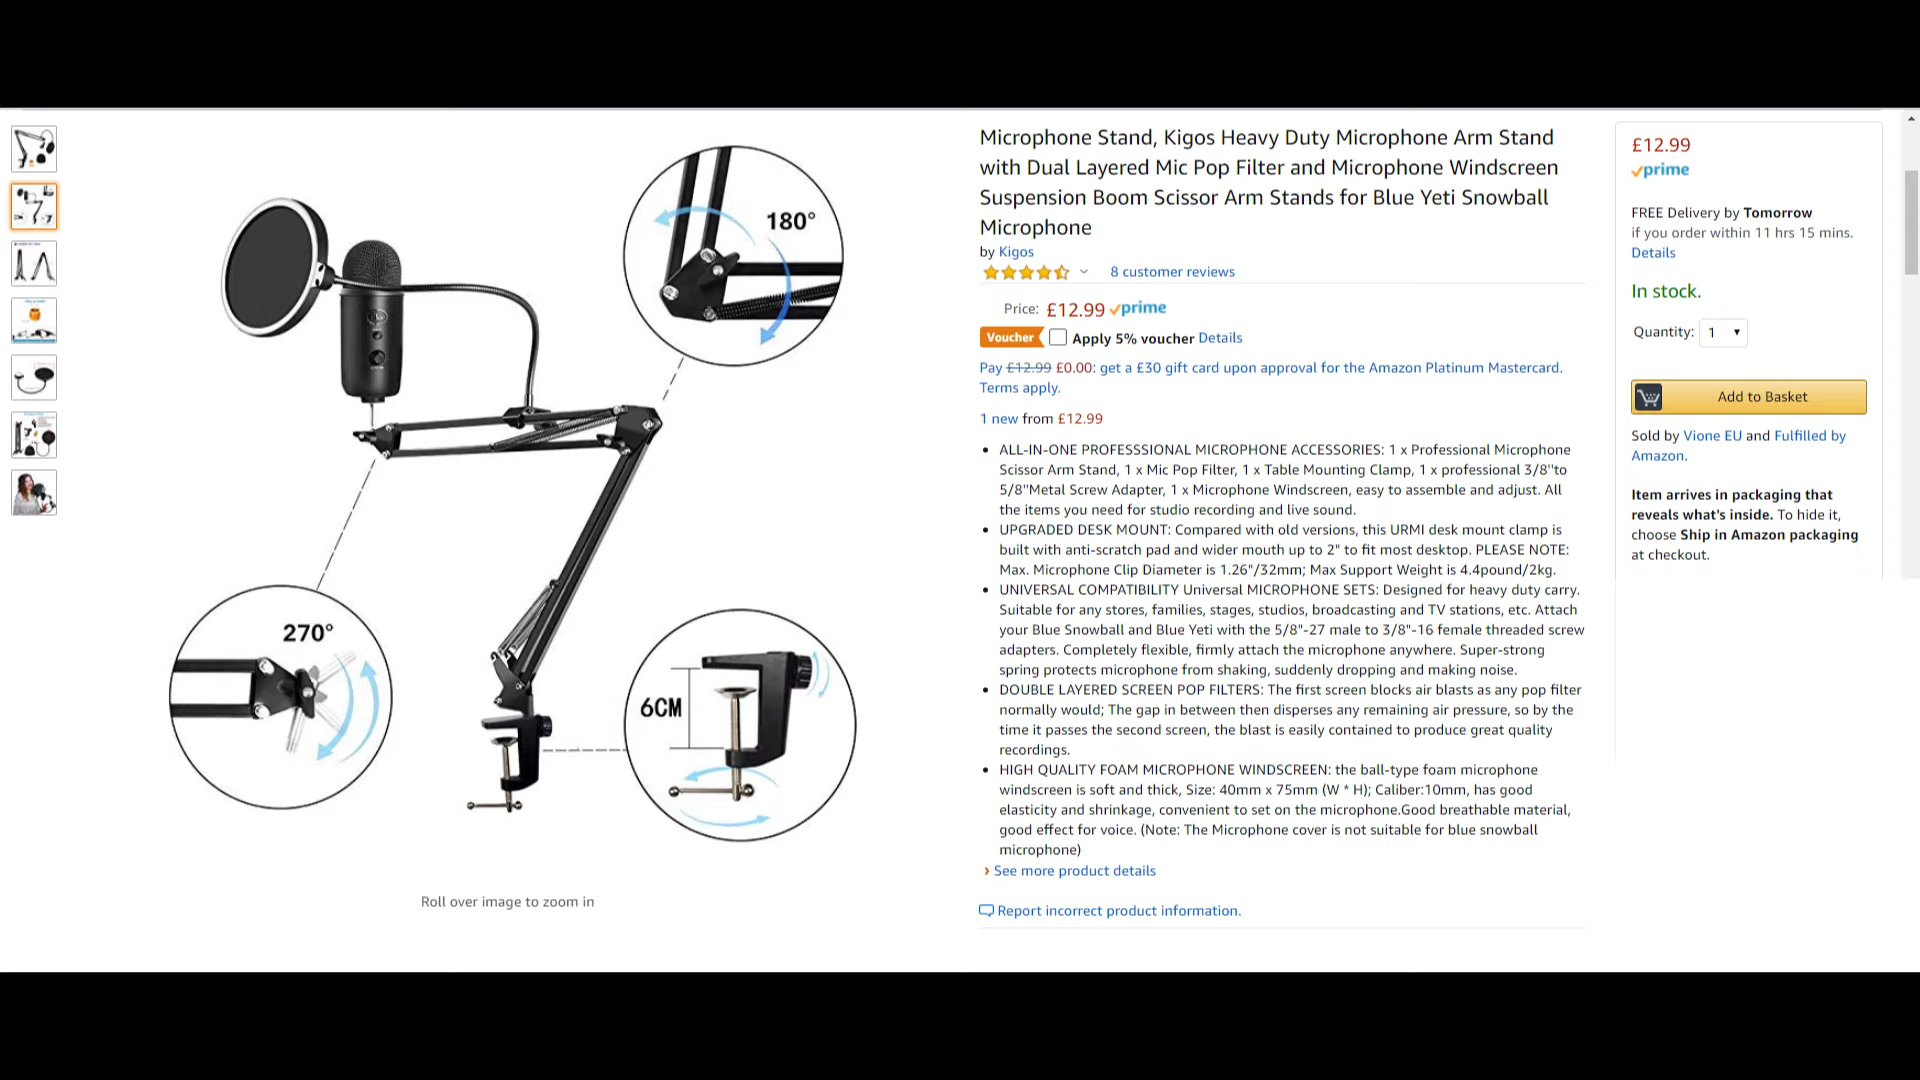 180°
270°
6CM
Roll over image to zoom in
Microphone Stand, Kigos Heavy Duty Microphone Arm Stand
with Dual Layered Mic Pop Filter and Microphone Windscreen
Suspension Boom Scissor Arm Stands for Blue Yeti Snowball
Microphone
by Kigos
8 customer reviews
Price: £12.99 prime
Voucher Apply 5% voucher Details
Pay £12.99 £0.00: get a £30 gift card upon approval for the Amazon Platinum Mastercard.
Terms apply.
1 new from £12.99
• ALL-IN-ONE PROFESSSIONAL MICROPHONE ACCESSORIES: 1 x Professional Microphone
Scissor Arm Stand, 1 x Mic Pop Filter, 1 x Table Mounting Clamp, 1 x professional 3/8''to
5/8''Metal Screw Adapter, 1 x Microphone Windscreen, easy to assemble and adjust. All
the items you need for studio recording and live sound.
• UPGRADED DESK MOUNT: Compared with old versions, this URMI desk mount clamp is
built with anti-scratch pad and wider mouth up to 2" to fit most desktop. PLEASE NOTE:
Max. Microphone Clip Diameter is 1.26"/32mm; Max Support Weight is 4.4pound/2kg.
• UNIVERSAL COMPATIBILITY Universal MICROPHONE SETS: Designed for heavy duty carry.
Suitable for any stores, families, stages, studios, broadcasting and TV stations, etc. Attach
your Blue Snowball and Blue Yeti with the 5/8"-27 male to 3/8"-16 female threaded screw
adapters. Completely flexible, firmly attach the microphone anywhere. Super-strong
spring protects microphone from shaking, suddenly dropping and making noise.
• DOUBLE LAYERED SCREEN POP FILTERS: The first screen blocks air blasts as any pop filter
normally would; The gap in between then disperses any remaining air pressure, so by the
time it passes the second screen, the blast is easily contained to produce great quality
recordings.
• HIGH QUALITY FOAM MICROPHONE WINDSCREEN: the ball-type foam microphone
windscreen is soft and thick, Size: 40mm x 75mm (W * H); Caliber:10mm, has good
elasticity and shrinkage, convenient to set on the microphone.Good breathable material,
good effect for voice. (Note: The Microphone cover is not suitable for blue snowball
microphone)
› See more product details
Report incorrect product information.
£12.99
prime
FREE Delivery by Tomorrow
if you order within 11 hrs 15 mins.
Details
In stock.
Quantity: 1
Add to Basket
Sold by Vione EU and Fulfilled by
Amazon.
Item arrives in packaging that
reveals what's inside. To hide it,
choose Ship in Amazon packaging
at checkout.